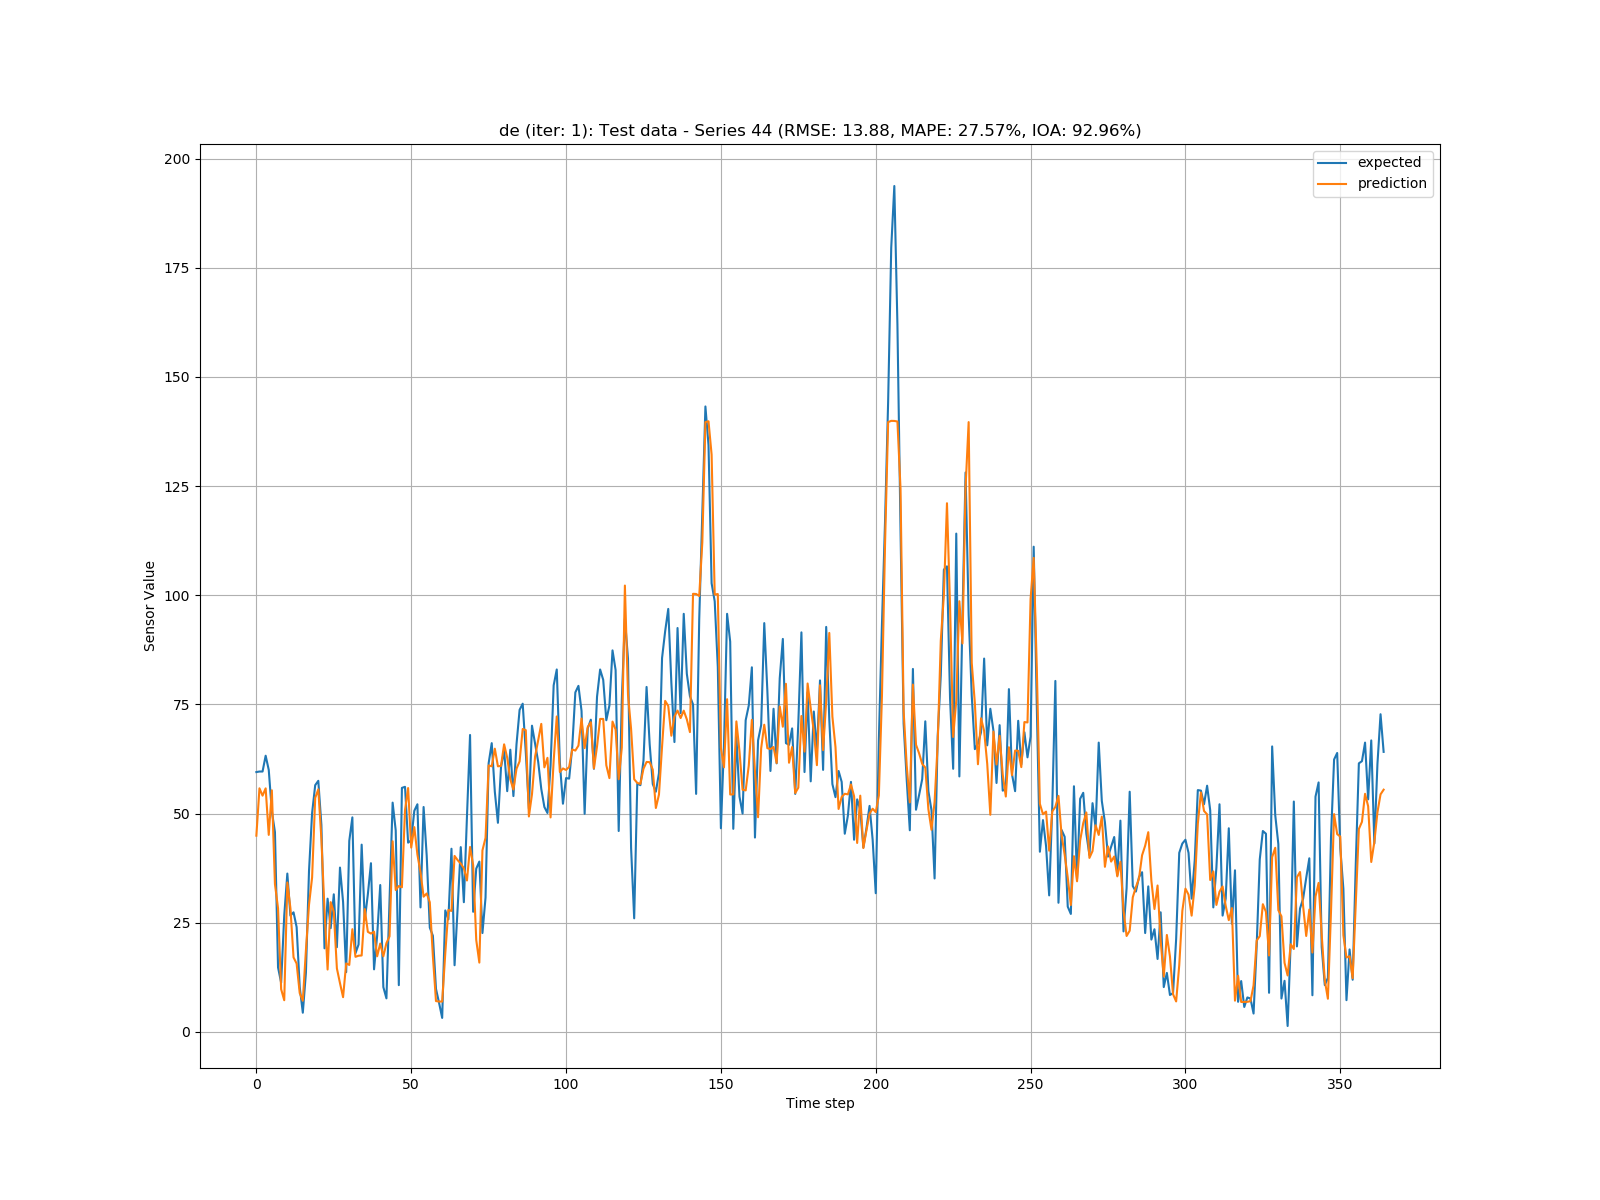 de (iter: 1): Test data - Series 44 (RMSE: 13.88, MAPE: 27.57%, IOA: 92.96%)
expected
prediction
200
175
150
125
100
75
50
25
0
Sensor Value
0 50 100 150 200 250 300 350
Time step